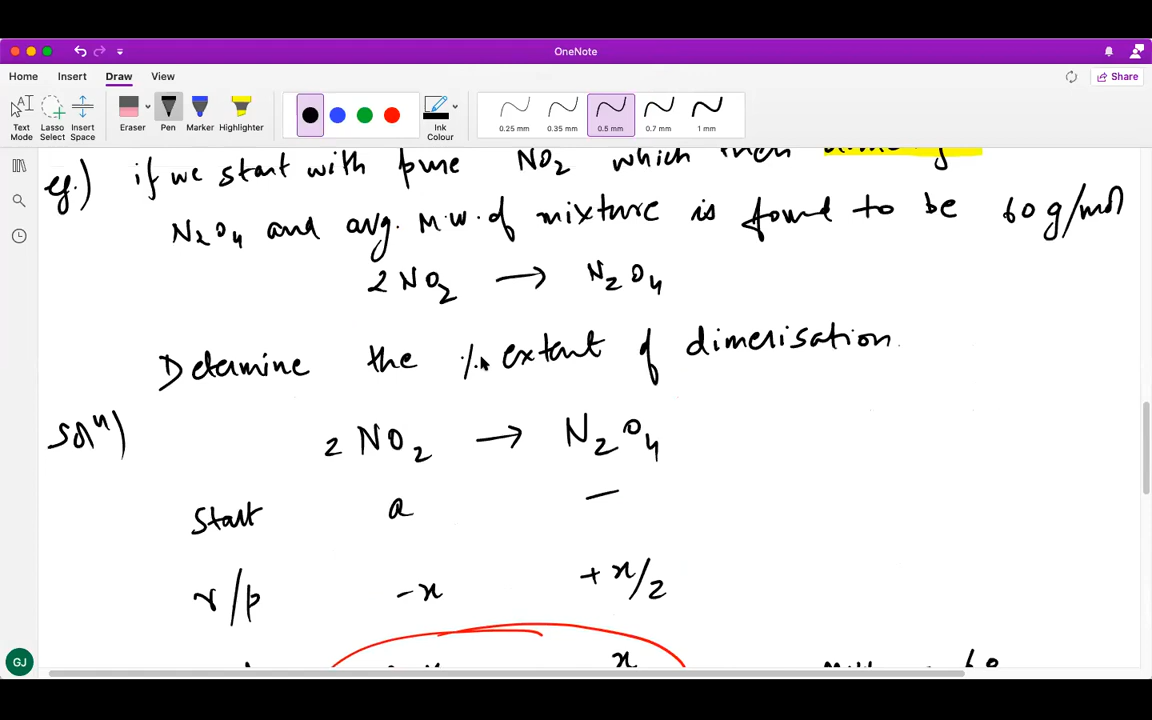 OneNote
Home Insert Draw View
Share
Text Mode
Lasso Select
Insert Space
Eraser
Pen
Marker
Highlighter
Ink Colour
0.25 mm
0.35 mm
0.5 mm
0.7 mm
1 mm
eg.) if we start with pure NO2 which then
N2O4 and avg. M.W. of mixture is found to be 60 g/mol
2NO2 → N2O4
Determine the % extent of dimerisation.
Solⁿ) 2 NO2 → N2O4
Start a —
r/p -x +x/2
x
GJ